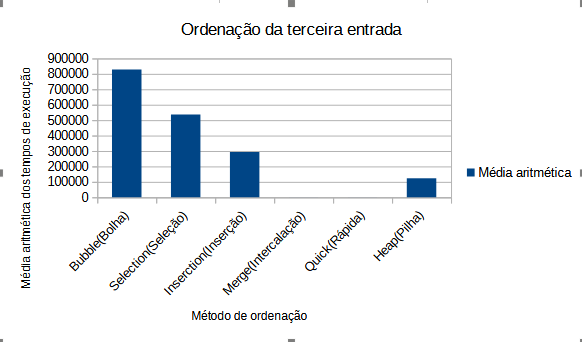 Ordenação da terceira entrada
Média aritmética dos tempos de execução
900000
800000
700000
600000
500000
400000
300000
200000
100000
0
Bubble(Bolha)
Selection(Seleção)
Inserction(Inserção)
Merge(Intercalação)
Quick(Rápida)
Heap(Pilha)
Método de ordenação
Média aritmética